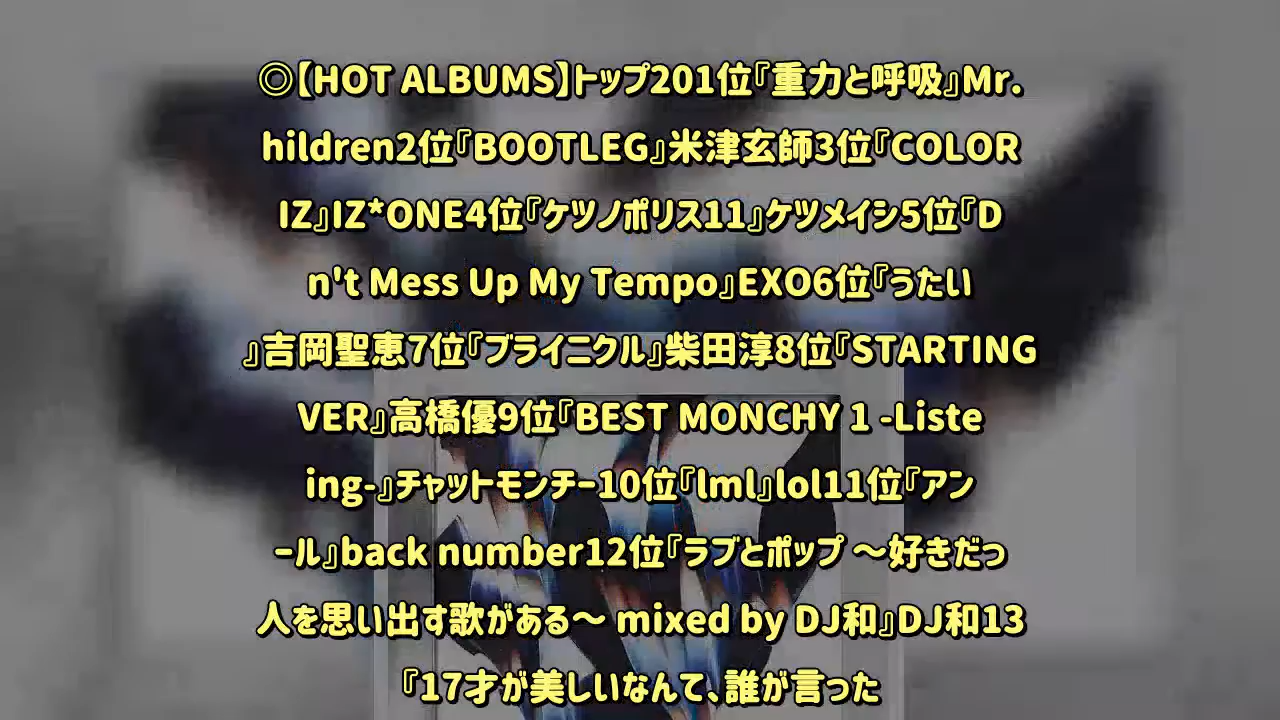 ◎【HOT ALBUMS】トップ201位『重力と呼吸』Mr.
hildren2位『BOOTLEG』米津玄師3位『COLOR
IZ』IZ*ONE4位『ケツノポリス11』ケツメイシ5位『D
n't Mess Up My Tempo』EXO6位『うたい
』吉岡聖恵7位『ブライニクル』柴田淳8位『STARTING
VER』高橋優9位『BEST MONCHY 1 -Liste
ing-』チャットモンチー10位『lml』lol11位『アン
ール』back number12位『ラブとポップ 〜好きだっ
人を思い出す歌がある〜 mixed by DJ和』DJ和13
『17才が美しいなんて、誰が言った